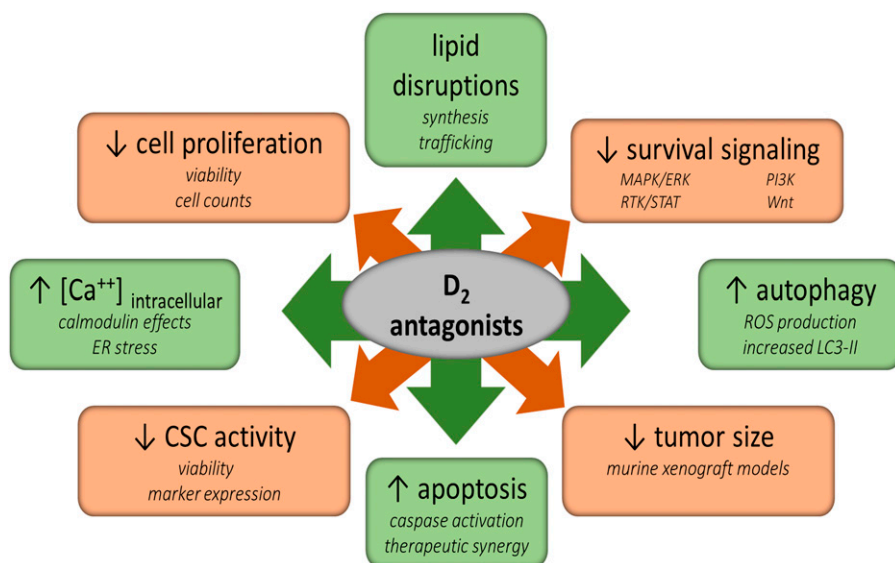 lipid
disruptions
synthesis
trafficking
↓ cell proliferation
viability
cell counts
↓ survival signaling
MAPK/ERK PI3K
RTK/STAT Wnt
↑ [Ca⁺⁺] intracellular
calmodulin effects
ER stress
D₂
antagonists
↑ autophagy
ROS production
increased LC3-II
↓ CSC activity
viability
marker expression
↑ apoptosis
caspase activation
therapeutic synergy
↓ tumor size
murine xenograft models